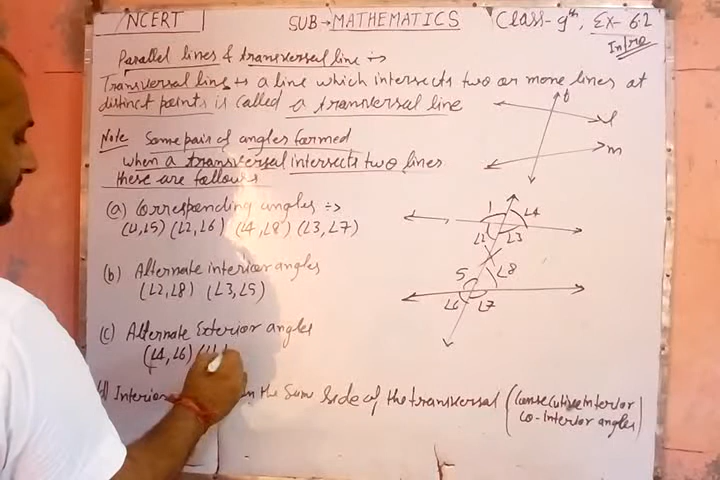 NCERT SUB→MATHEMATICS Class-9th, Ex-6.2
Intro
Parallel lines & transversal line :-
Transversal line :- a line which intersects two or more lines at
distinct points is called a transversal line
Note Some pair of angles formed
when a transversal intersects two lines
these are follows
(a) Corresponding angles ÷>
(∠1,∠5) (∠2,∠6) (∠4,∠8) (∠3,∠7)
(b) Alternate interior angles
(∠2,∠8) (∠3,∠5)
(c) Alternate Exterior angles
(∠4,∠6)
(d) Interior the Same side of the transversal (Consecutive interior
co-interior angles)
t
l
m
1 ∠4
∠2 ∠3
5 ∠8
∠6 ∠7